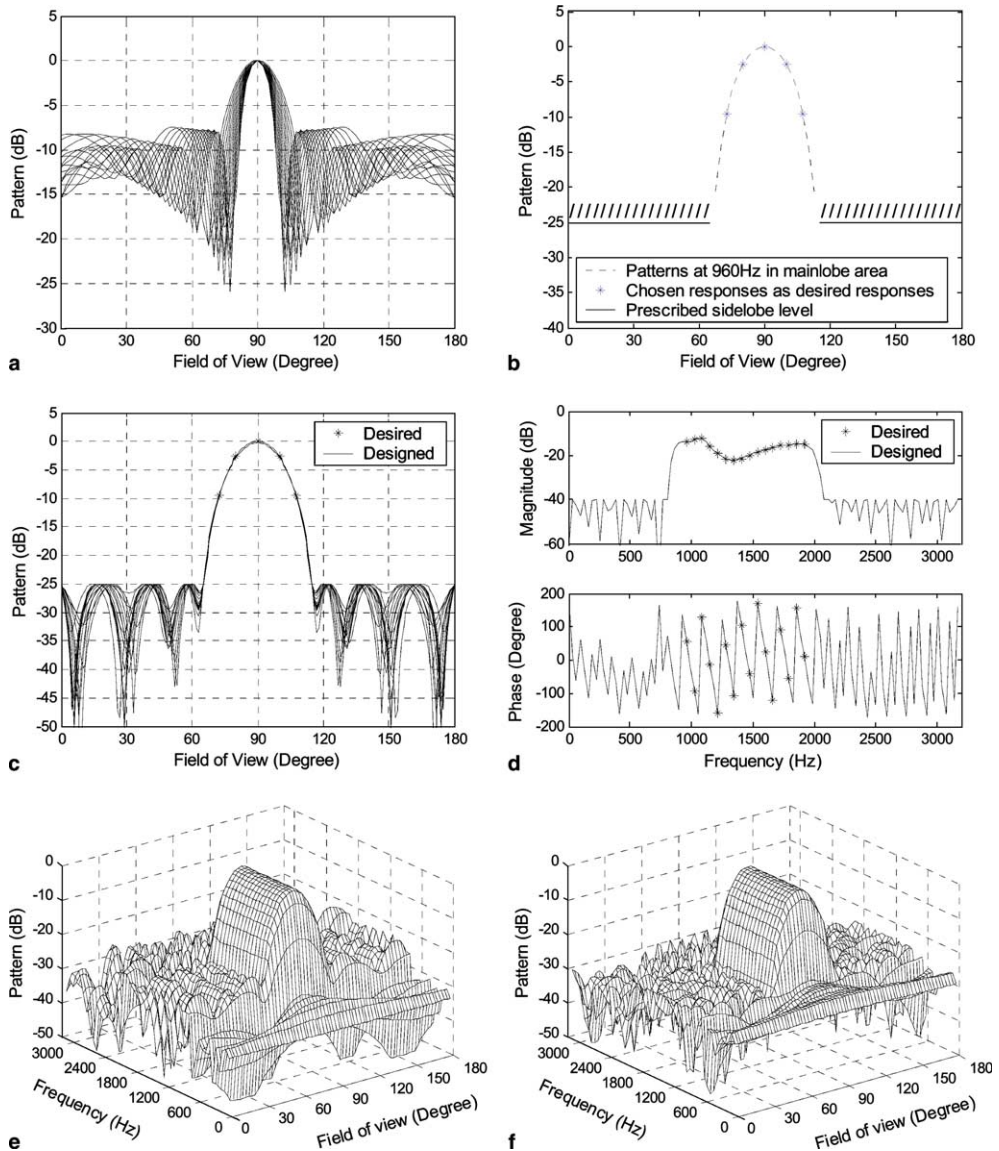 5
0
-5
-10
-15
-20
-25
-30
Pattern (dB)
0 30 60 90 120 150 180
Field of View (Degree)
a
5
0
-5
-10
-15
-20
-25
-30
-35
-40
Pattern (dB)
Patterns at 960Hz in mainlobe area
Chosen responses as desired responses
Prescribed sidelobe level
0 30 60 90 120 150 180
Field of View (Degree)
b
5
0
-5
-10
-15
-20
-25
-30
-35
-40
-45
-50
Pattern (dB)
Desired
Designed
0 30 60 90 120 150 180
Field of View (Degree)
c
0
-20
-40
-60
Magnitude (dB)
Desired
Designed
0 500 1000 1500 2000 2500 3000
200
100
0
-100
-200
Phase (Degree)
0 500 1000 1500 2000 2500 3000
Frequency (Hz)
d
0
-10
-20
-30
-40
-50
Pattern (dB)
3000
2400
1800
1200
600
0
Frequency (Hz)
0
30
60
90
120
150
180
Field of view (Degree)
e
0
-10
-20
-30
-40
-50
Pattern (dB)
3000
2400
1800
1200
600
0
Frequency (Hz)
0
30
60
90
120
150
180
Field of view (Degree)
f